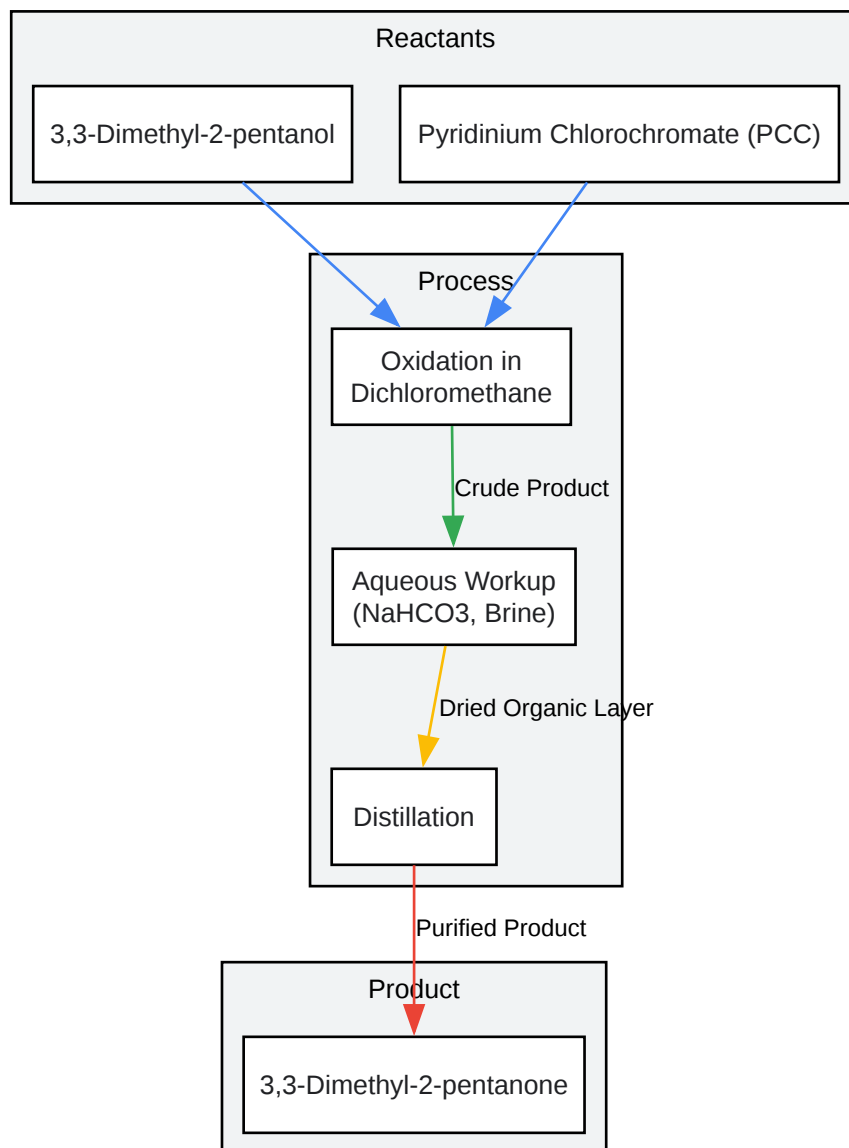 Reactants
3,3-Dimethyl-2-pentanol
Pyridinium Chlorochromate (PCC)
Process
Oxidation in
Dichloromethane
Crude Product
Aqueous Workup
(NaHCO3, Brine)
Dried Organic Layer
Distillation
Purified Product
Product
3,3-Dimethyl-2-pentanone